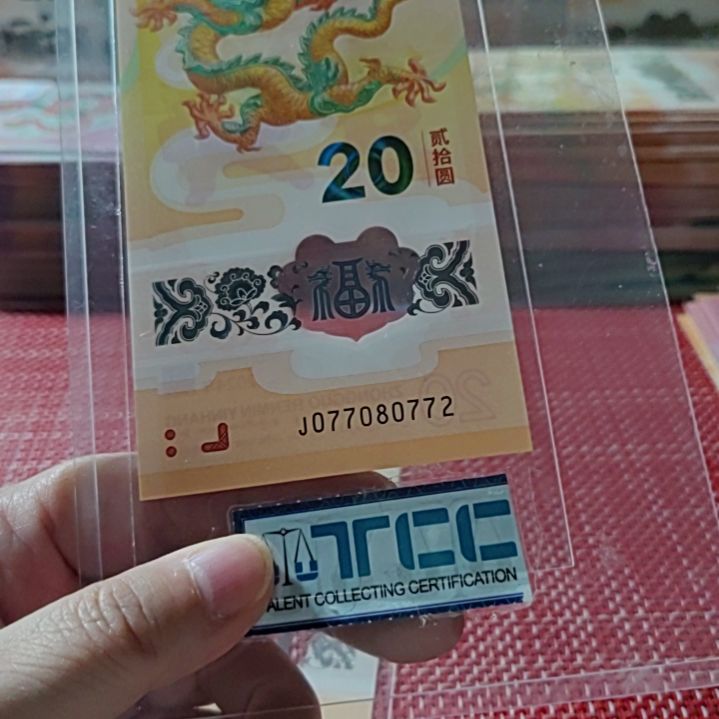 20
贰拾圆
福
J077080772
TCC
ALENT COLLECTING CERTIFICATION